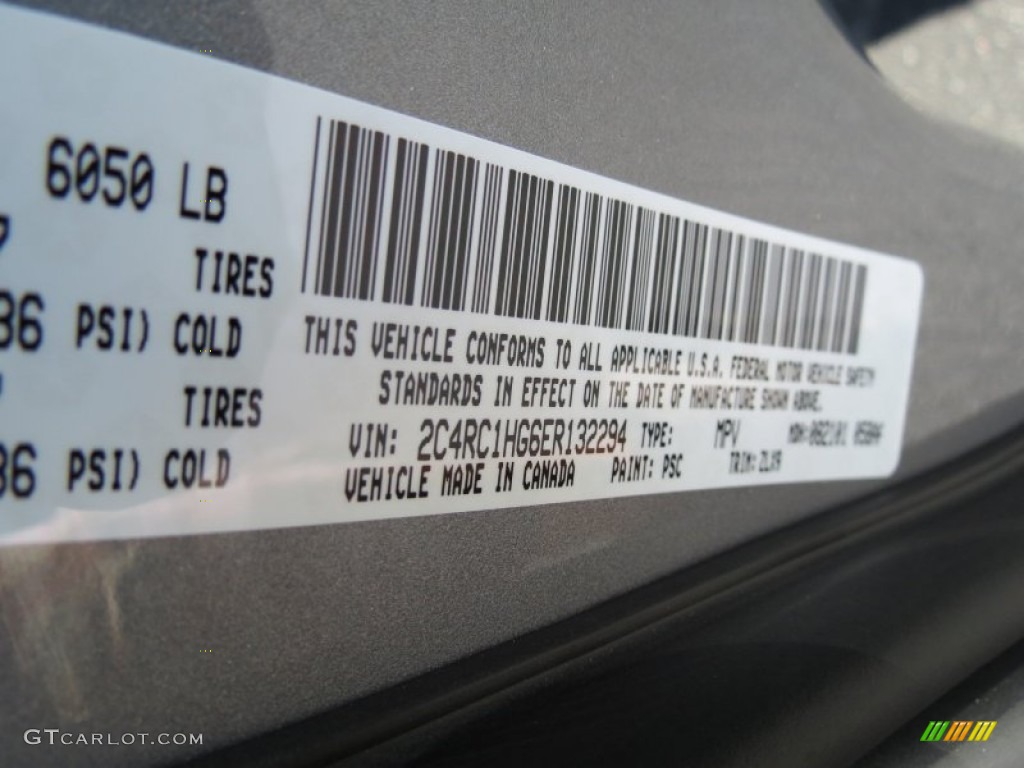 6050 LB
TIRES
PSI) COLD
TIRES
PSI) COLD
THIS VEHICLE CONFORMS TO ALL APPLICABLE U.S.A. FEDERAL MOTOR VEHICLE SAFETY
STANDARDS IN EFFECT ON THE DATE OF MANUFACTURE SHOWN ABOVE.
VIN: 2C4RC1HG6ER132294 TYPE: MPV
VEHICLE MADE IN CANADA PAINT: PSC TRIM:
GTCARLOT.COM